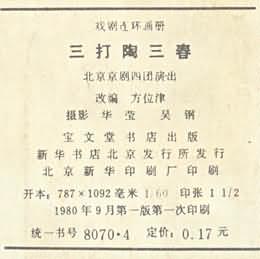 戏剧连环画册
三打陶三春
北京京剧四团演出
改编 方位津
摄影 华莹 吴钢
宝文堂书店出版
新华书店北京发行所发行
北京新华印刷厂印刷
开本：787×1092毫米 1/60 印张 1 1/2
1980年9月第一版第一次印刷
统一书号 8070·4 定价：0.17元